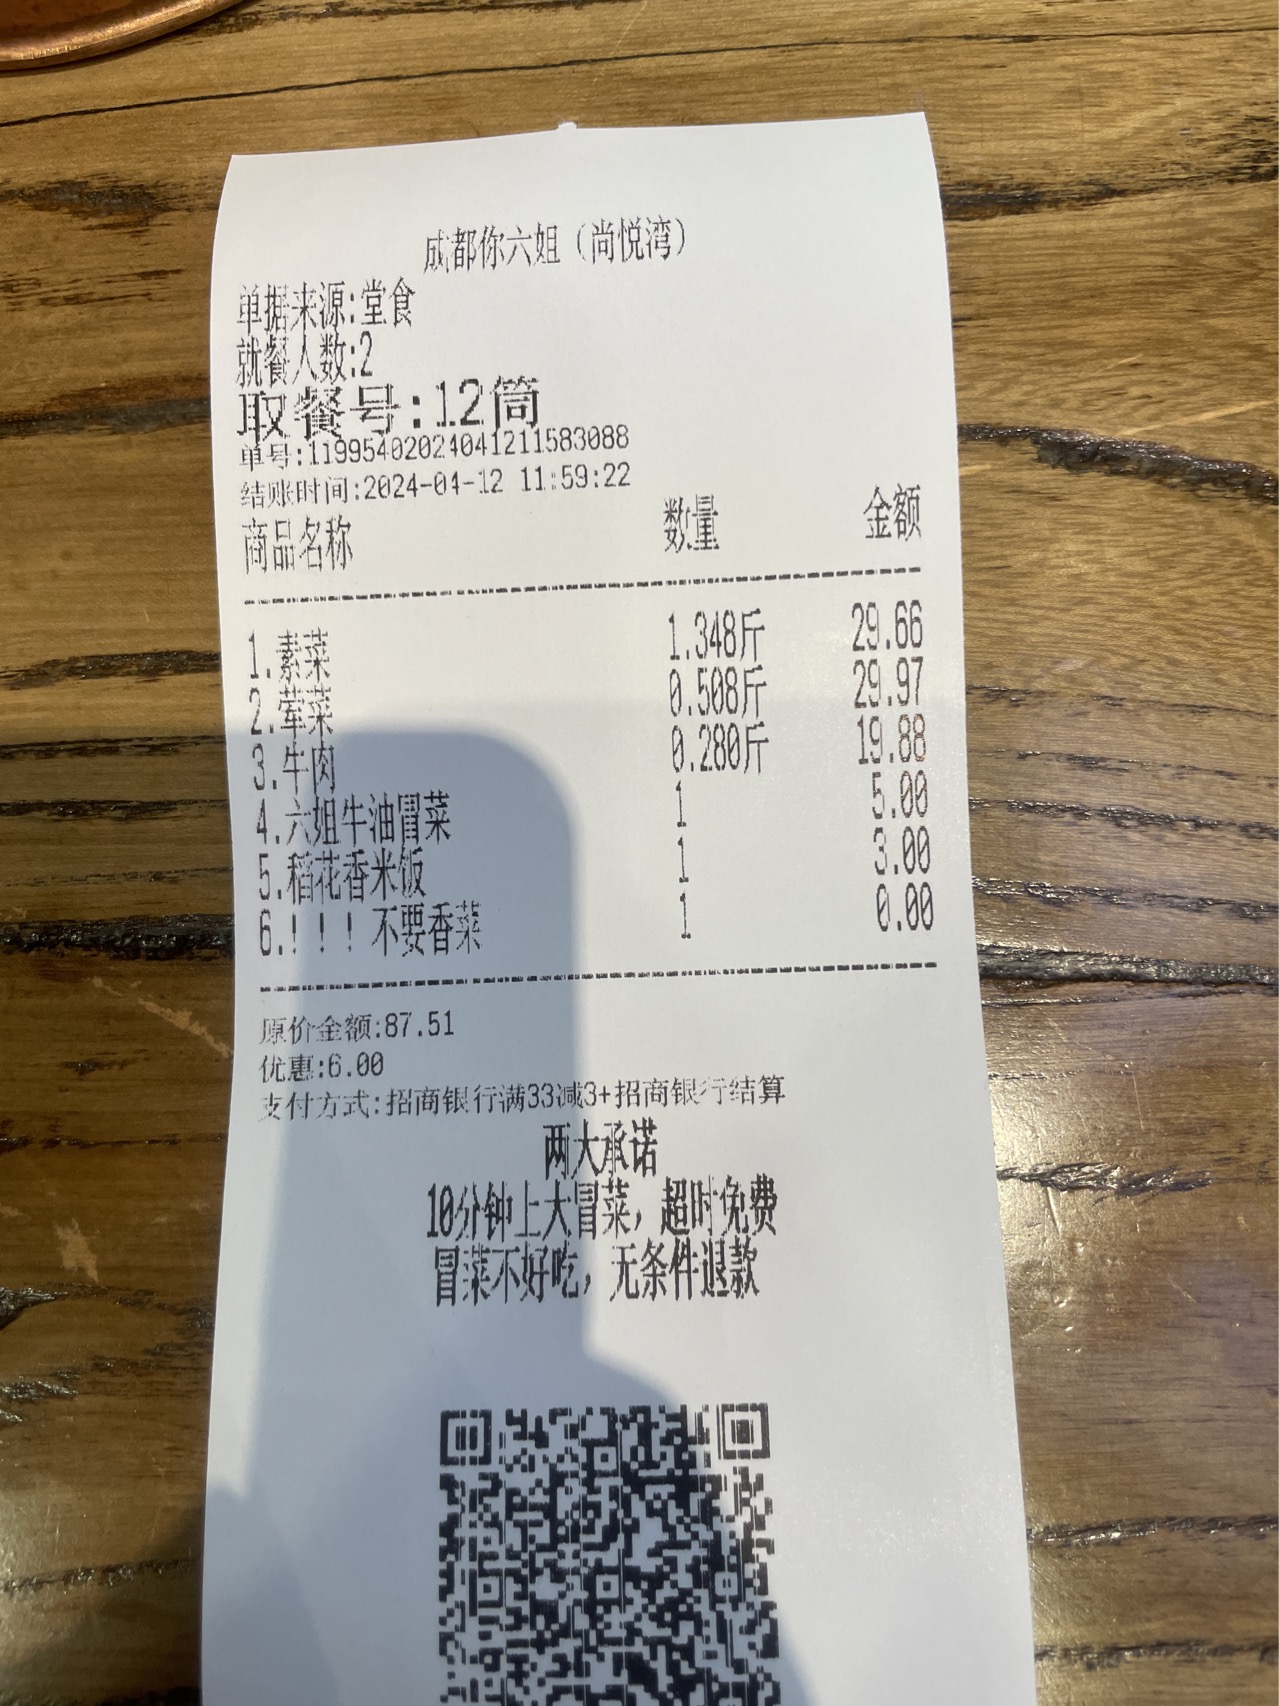 成都你六姐（尚悦湾）
单据来源:堂食
就餐人数:2
取餐号:12筒
单号:11995402024041211583088
结账时间:2024-04-12 11:59:22
商品名称 数量 金额
1.素菜 1.348斤 29.66
2.荤菜 0.508斤 29.97
3.牛肉 0.280斤 19.88
4.六姐牛油冒菜 1 5.00
5.稻花香米饭 1 3.00
6.！！！不要香菜 1 0.00
原价金额:87.51
优惠:6.00
支付方式:招商银行满33减3+招商银行结算
两大承诺
10分钟上大冒菜，超时免费
冒菜不好吃，无条件退款